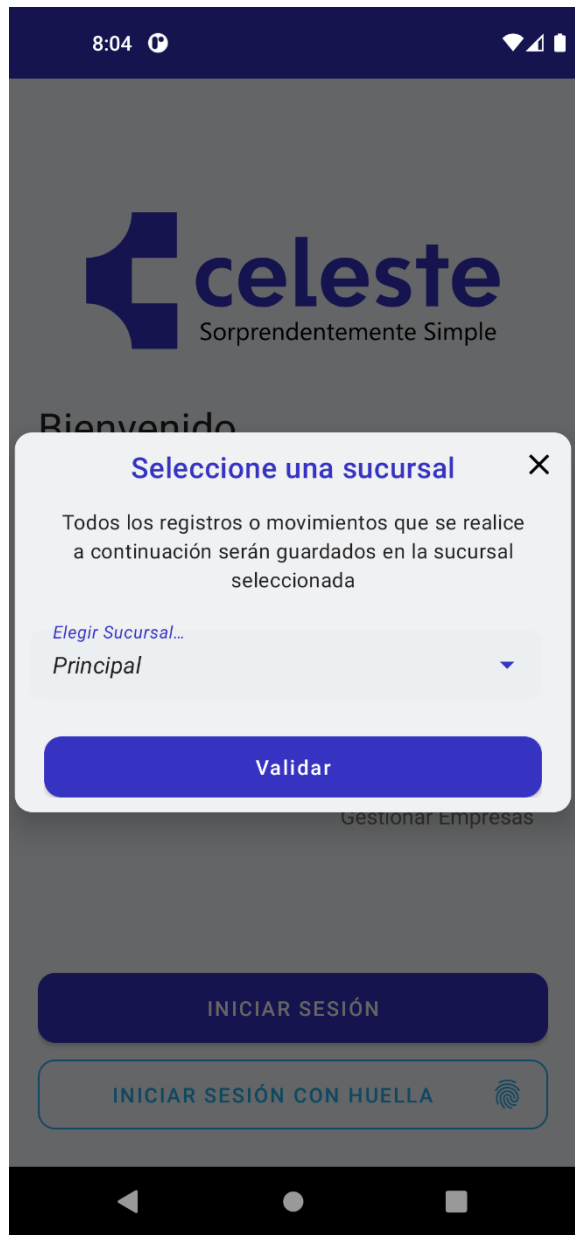 8:04
celeste
Sorprendentemente Simple
Bienvenido
Seleccione una sucursal
Todos los registros o movimientos que se realice
a continuación serán guardados en la sucursal
seleccionada
Elegir Sucursal...
Principal
Validar
Gestionar Empresas
INICIAR SESIÓN
INICIAR SESIÓN CON HUELLA